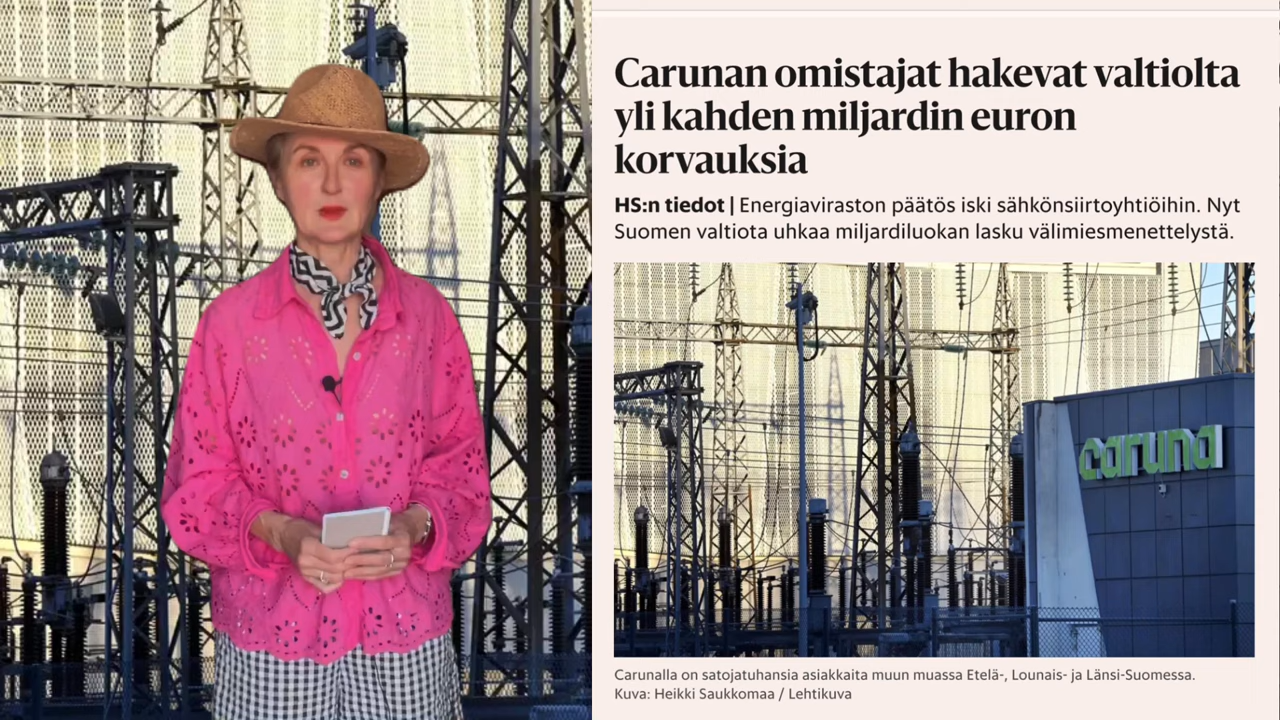 Carunan omistajat hakevat valtiolta
yli kahden miljardin euron
korvauksia
HS:n tiedot | Energiaviraston päätös iski sähkönsiirtoyhtiöihin. Nyt
Suomen valtiota uhkaa miljardiluokan lasku välimiesmenettelystä.
caruna
Carunalla on satojatuhansia asiakkaita muun muassa Etelä-, Lounais- ja Länsi-Suomessa.
Kuva: Heikki Saukkomaa / Lehtikuva